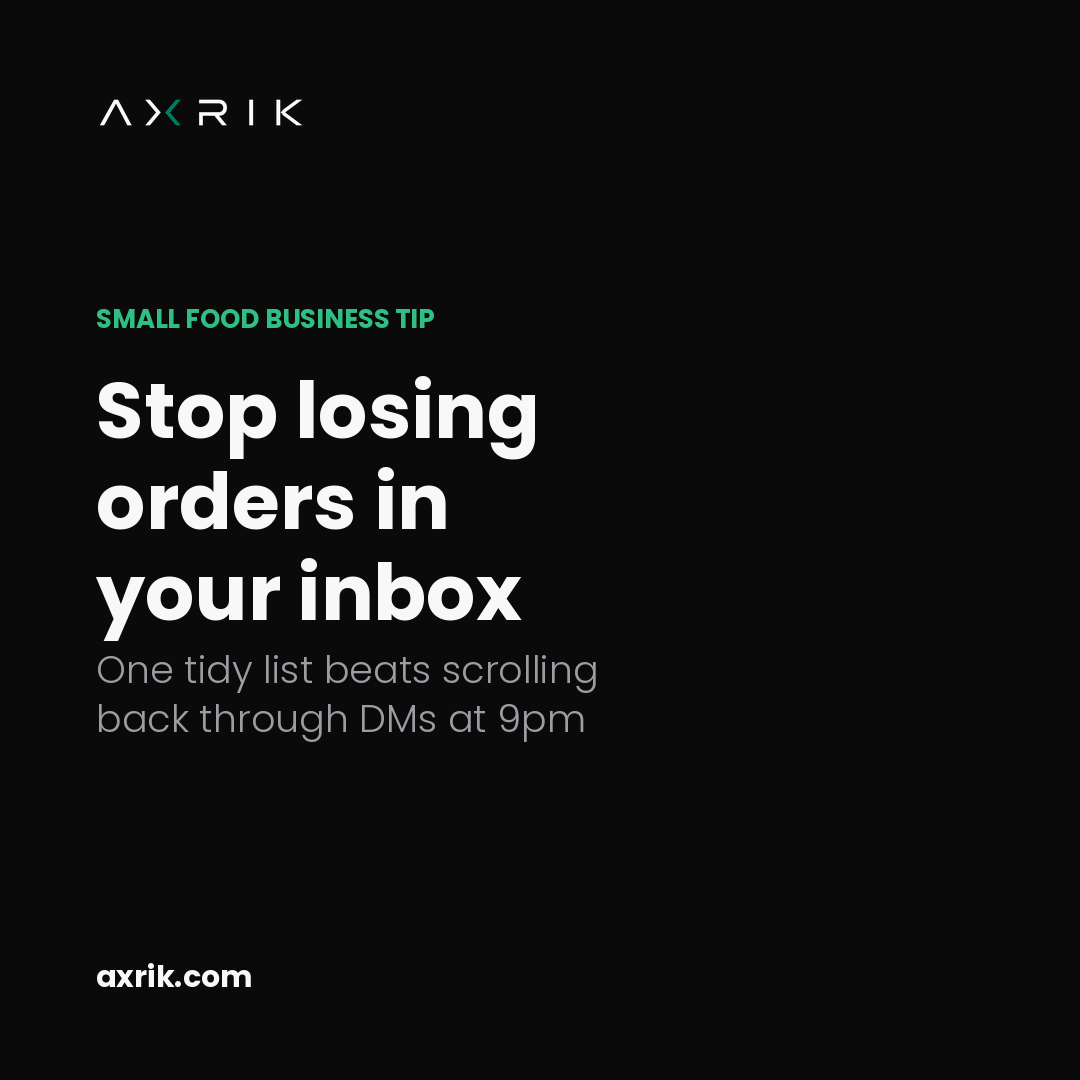 AXRIK
SMALL FOOD BUSINESS TIP
Stop losing
orders in
your inbox
One tidy list beats scrolling
back through DMs at 9pm
axrik.com